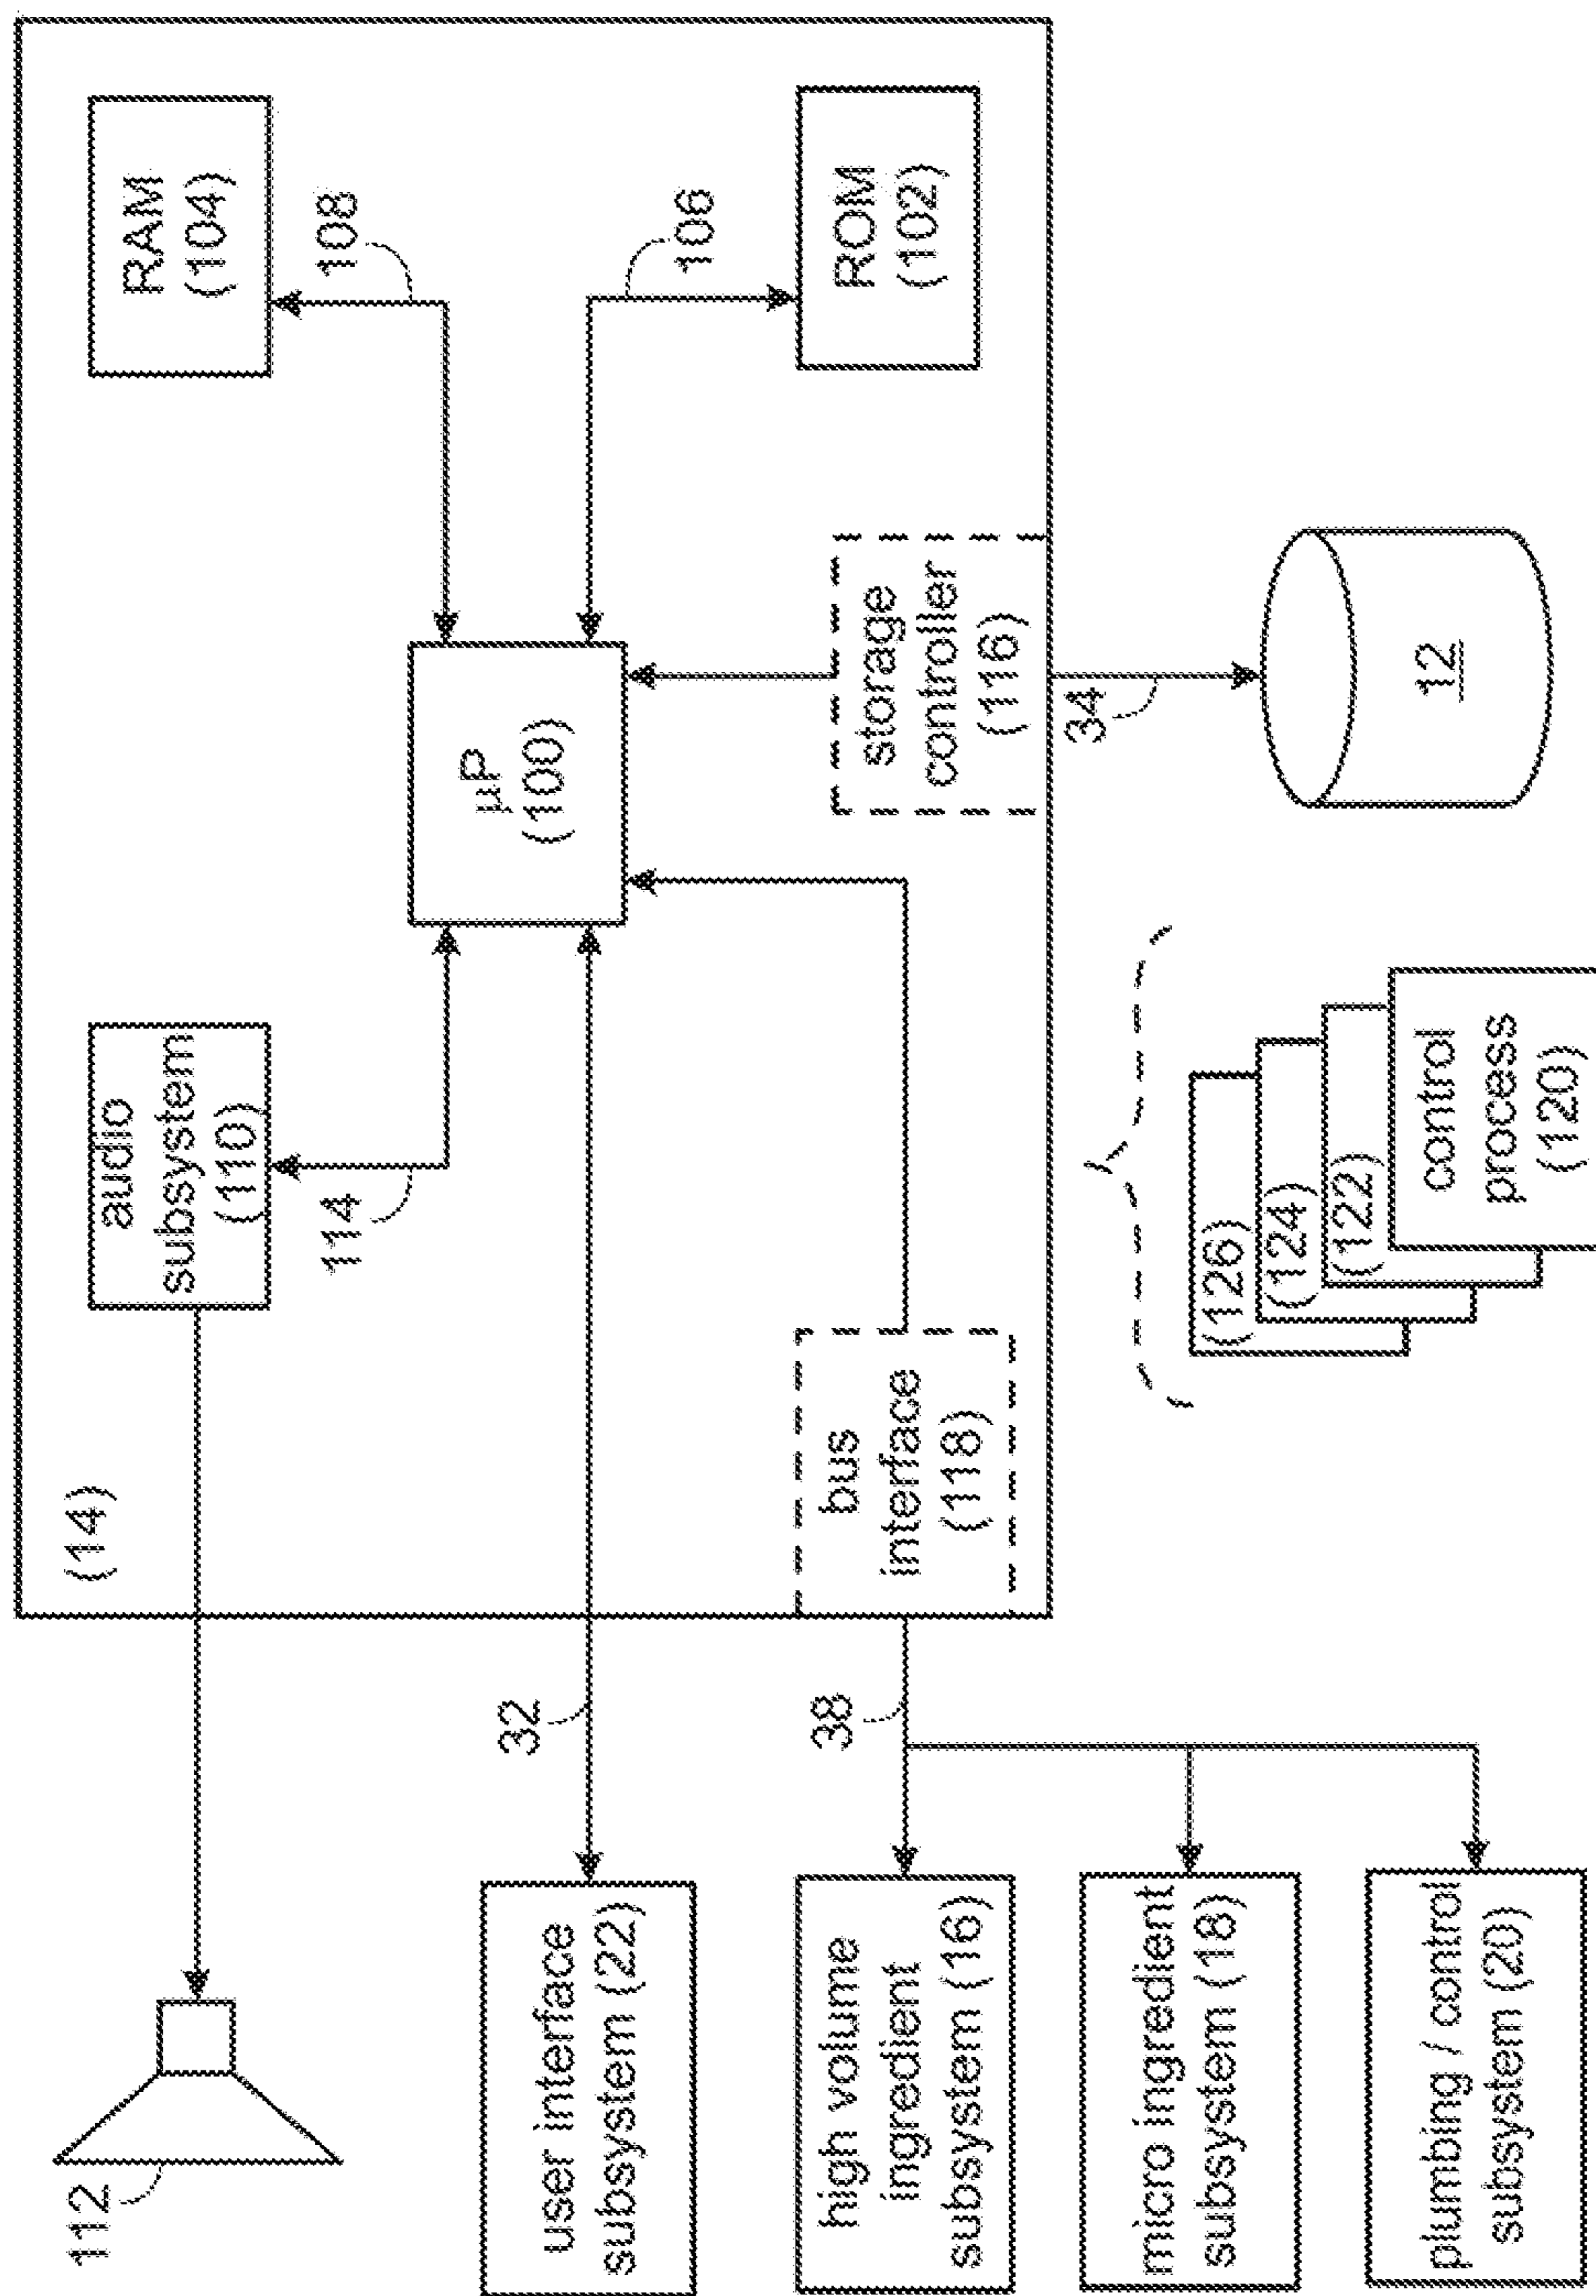 (14)
RAM
(104)
108
106
ROM
(102)
µP
(100)
audio
subsystem
(110)
114
storage
controller
(116)
bus
interface
(118)
34
12
112
32
38
user interface
subsystem (22)
high volume
ingredient
subsystem (16)
micro ingredient
subsystem (18)
plumbing / control
subsystem (20)
(126)
(124)
(122)
control
process
(120)